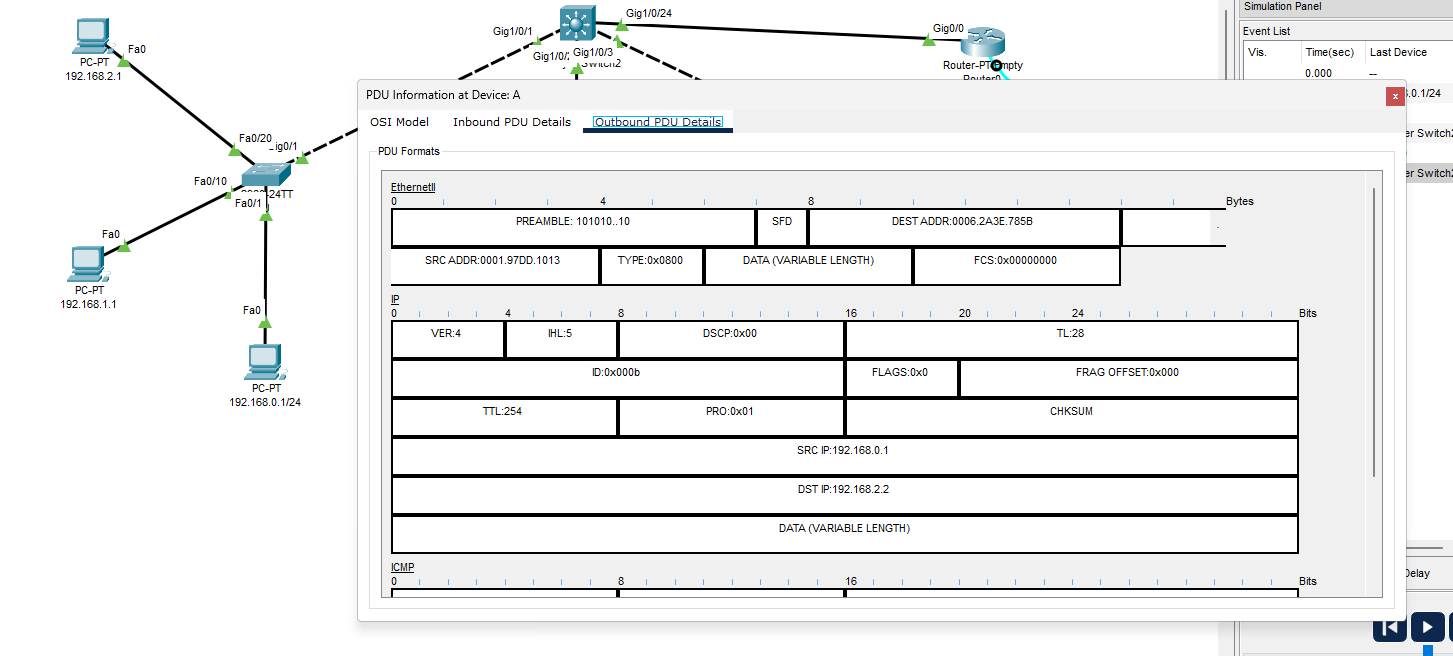 Gig1/0/24
Gig1/0/1
Gig0/0
Simulation Panel
Event List
Vis. Time(sec) Last Device
0.000 --
Fa0
PC-PT
192.168.2.1
Gig1/0/3
Router-PT-Empty
Router0
PDU Information at Device: A
x
.0.1/24
OSI Model Inbound PDU Details Outbound PDU Details
er Switch2
Fa0/20
ig0/1
PDU Formats
er Switch2
Fa0/10
Fa0/1
24TT
Fa0
PC-PT
192.168.1.1
Fa0
PC-PT
192.168.0.1/24
EthernetII
0 4 8 Bytes
PREAMBLE: 101010..10 SFD DEST ADDR:0006.2A3E.785B
SRC ADDR:0001.97DD.1013 TYPE:0x0800 DATA (VARIABLE LENGTH) FCS:0x00000000
IP
0 4 8 16 20 24 Bits
VER:4 IHL:5 DSCP:0x00 TL:28
ID:0x000b FLAGS:0x0 FRAG OFFSET:0x000
TTL:254 PRO:0x01 CHKSUM
SRC IP:192.168.0.1
DST IP:192.168.2.2
DATA (VARIABLE LENGTH)
ICMP
0 8 16 Bits
Delay